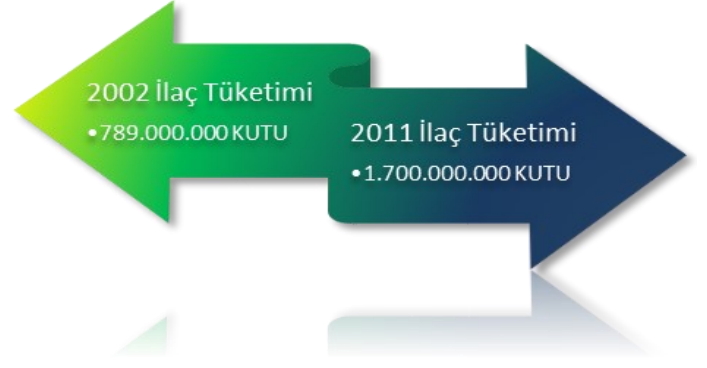 2002 İlaç Tüketimi
•789.000.000 KUTU
2011 İlaç Tüketimi
•1.700.000.000 KUTU